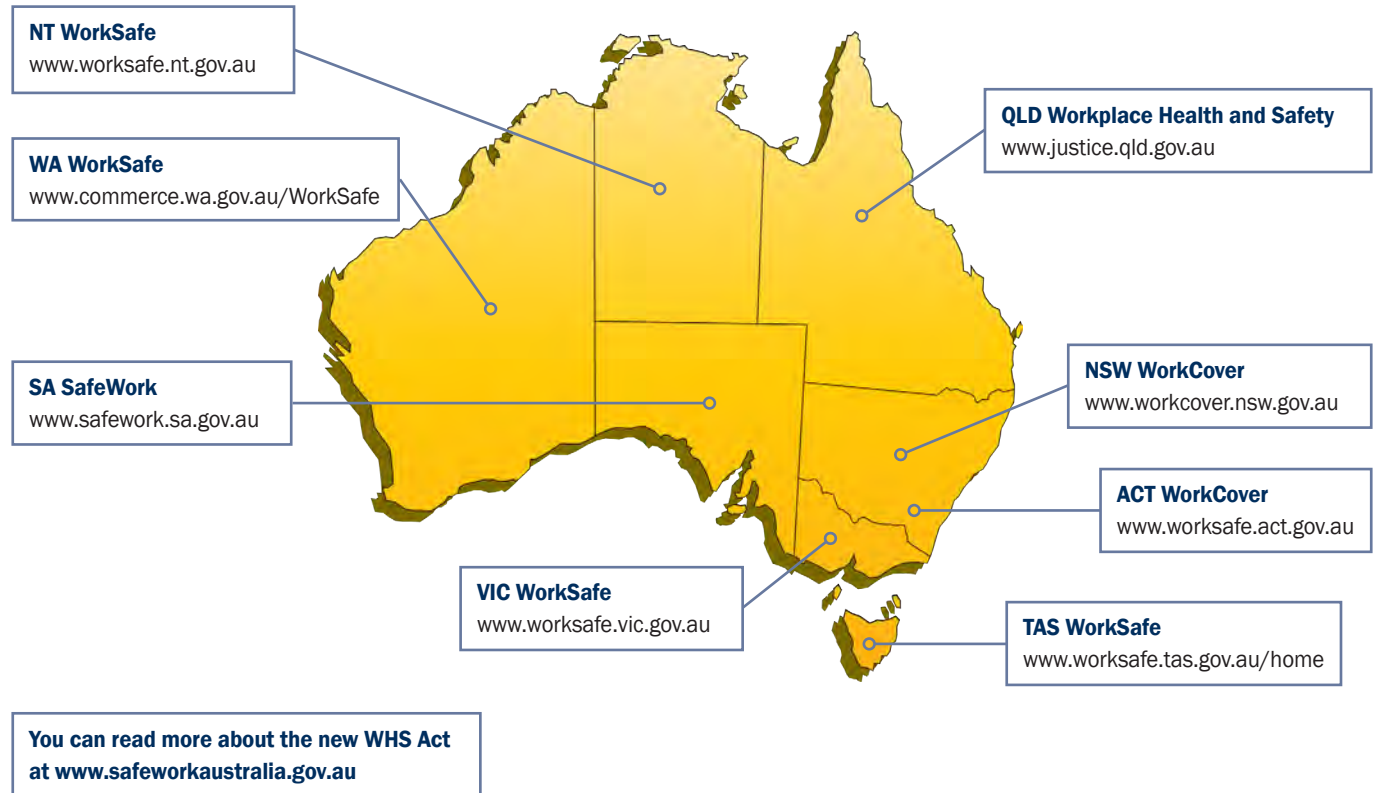 NT WorkSafe
www.worksafe.nt.gov.au
QLD Workplace Health and Safety
www.justice.qld.gov.au
WA WorkSafe
www.commerce.wa.gov.au/WorkSafe
SA SafeWork
www.safework.sa.gov.au
NSW WorkCover
www.workcover.nsw.gov.au
ACT WorkCover
www.worksafe.act.gov.au
VIC WorkSafe
www.worksafe.vic.gov.au
TAS WorkSafe
www.worksafe.tas.gov.au/home
You can read more about the new WHS Act
at www.safeworkaustralia.gov.au